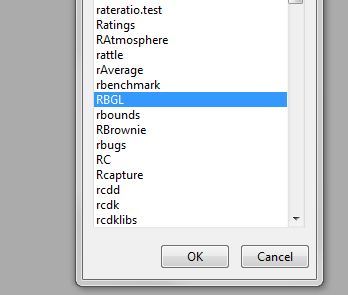 rateratio.test
Ratings
RAtmosphere
rattle
rAverage
rbenchmark
RBGL
rbounds
RBrownie
rbugs
RC
Rcapture
rcdd
rcdk
rcdklibs
OK
Cancel